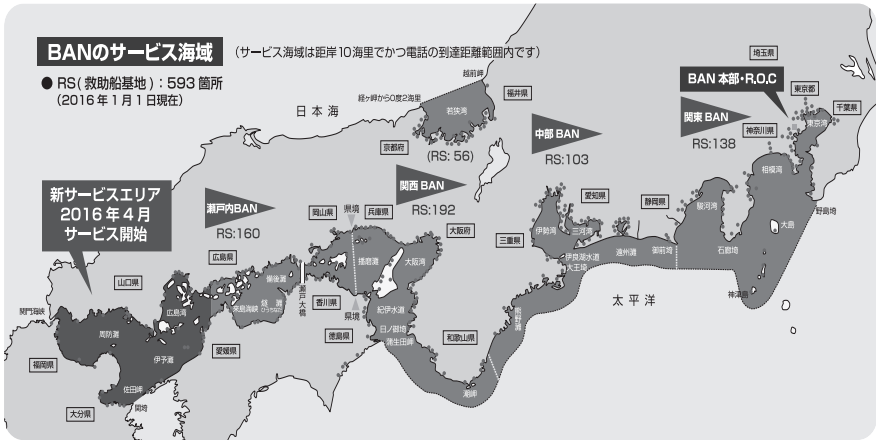 BANのサービス海域
（サービス海域は距岸10海里でかつ電話の到達距離範囲内です）
● RS(救助船基地)：593箇所
（2016年1月1日現在）
日本海
越前岬
経ヶ岬から0度2海里
若狭湾
福井県
京都府
(RS: 56)
中部 BAN
RS:103
埼玉県
BAN 本部・R,O,C
東京都
千葉県
関東 BAN
RS:138
神奈川県
東京湾
相模湾
新サービスエリア
2016年4月
サービス開始
瀬戸内BAN
RS:160
関西 BAN
RS:192
岡山県
県境
兵庫県
大阪府
愛知県
静岡県
駿河湾
大島
野島埼
三重県
伊勢湾
三河湾
伊良湖水道
大王埼
遠州灘
御前埼
石廊埼
神津島
太平洋
広島県
山口県
備後灘
播磨灘
大阪湾
瀬戸大橋
広島湾
来島海峡
燧灘
ひうちなだ
香川県
県境
徳島県
紀伊水道
日ノ御埼
蒲生田岬
和歌山県
熊野灘
潮岬
関門海峡
周防灘
伊予灘
愛媛県
福岡県
佐田岬
関埼
大分県